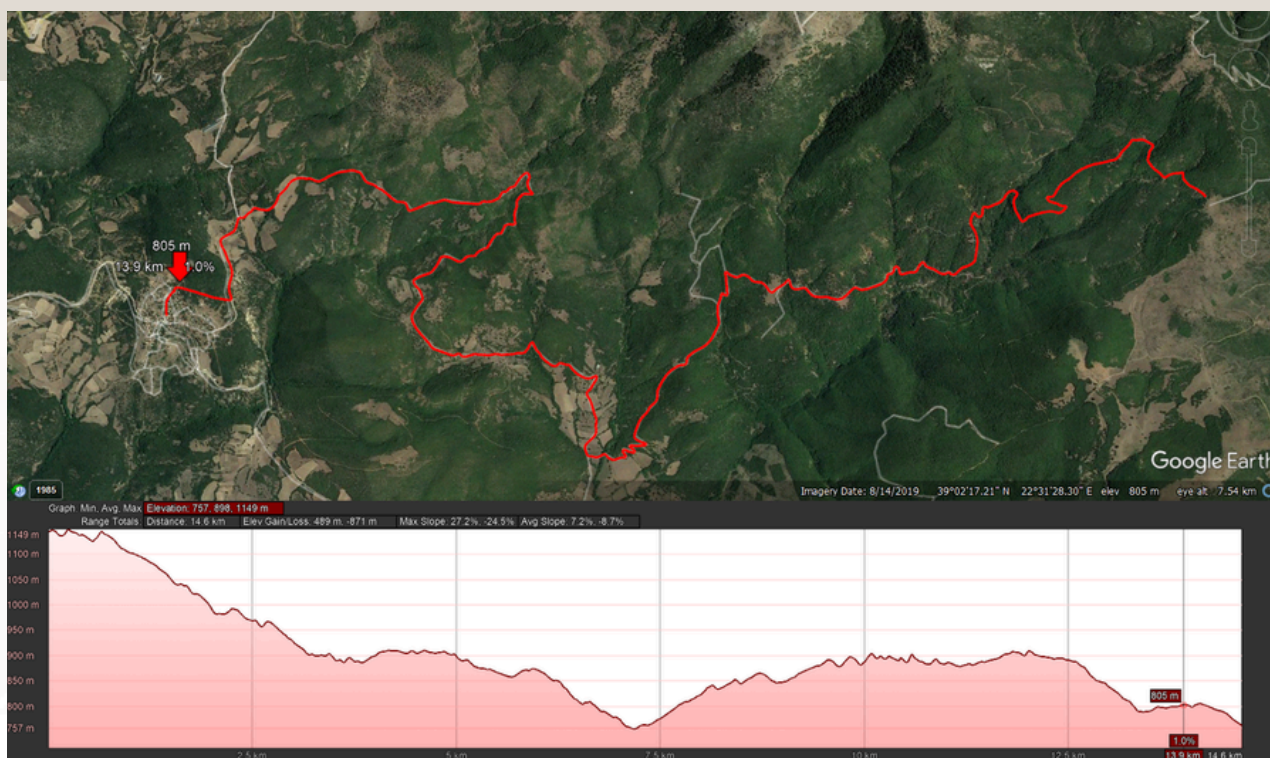 805 m
13.9 km 1.0%
Google Earth
1985
Imagery Date: 8/14/2019 39°02'17.21" N 22°31'28.30" E elev 805 m eye alt 7.54 km
Graph: Min, Avg, Max Elevation: 757, 898, 1149 m
Range Totals: Distance: 14.6 km Elev Gain/Loss: 489 m, -871 m Max Slope: 27.2%, -24.5% Avg Slope: 7.2%, -8.7%
1149 m
1100 m
1050 m
1000 m
950 m
900 m
850 m
800 m
757 m
805 m
1.0%
2.5 km 5 km 7.5 km 10 km 12.5 km 13.9 km 14.6 km